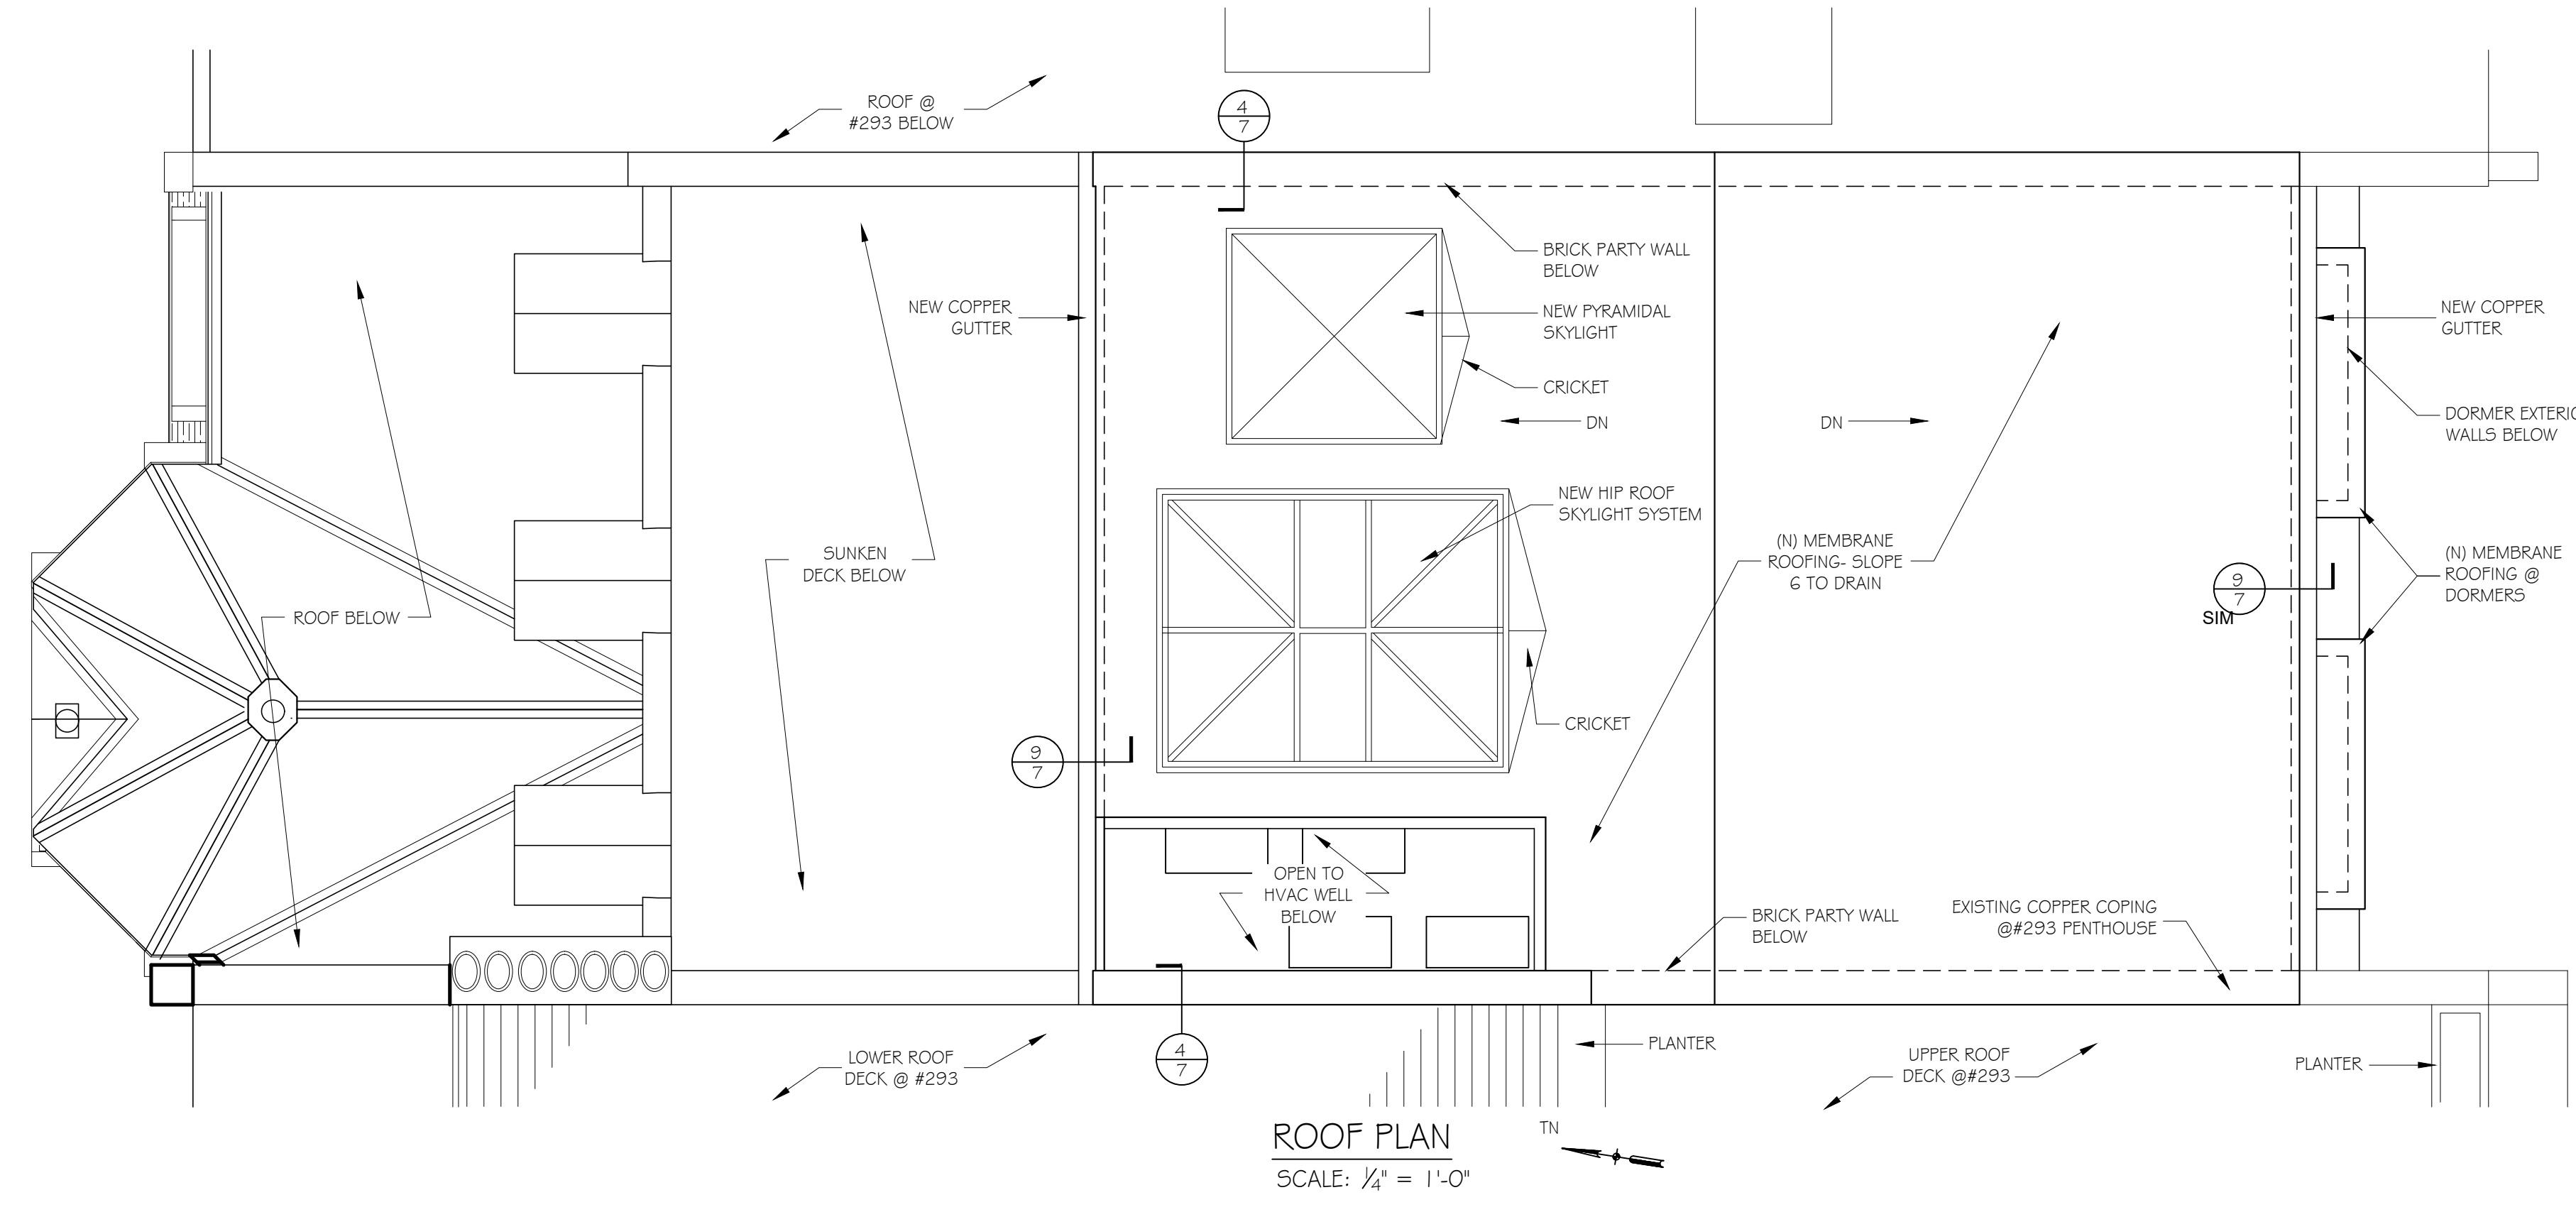 ROOF @
#293 BELOW
4
7
BRICK PARTY WALL
BELOW
NEW COPPER
GUTTER
NEW PYRAMIDAL
SKYLIGHT
NEW COPPER
GUTTER
CRICKET
DN
DN
DORMER EXTERIO
WALLS BELOW
NEW HIP ROOF
SKYLIGHT SYSTEM
SUNKEN
DECK BELOW
(N) MEMBRANE
ROOFING- SLOPE
6 TO DRAIN
(N) MEMBRANE
ROOFING @
DORMERS
9
7
SIM
ROOF BELOW
CRICKET
9
7
OPEN TO
HVAC WELL
BELOW
BRICK PARTY WALL
BELOW
EXISTING COPPER COPING
@#293 PENTHOUSE
4
7
LOWER ROOF
DECK @ #293
PLANTER
UPPER ROOF
DECK @#293
PLANTER
TN
ROOF PLAN
SCALE: 1/4" = 1'-0"